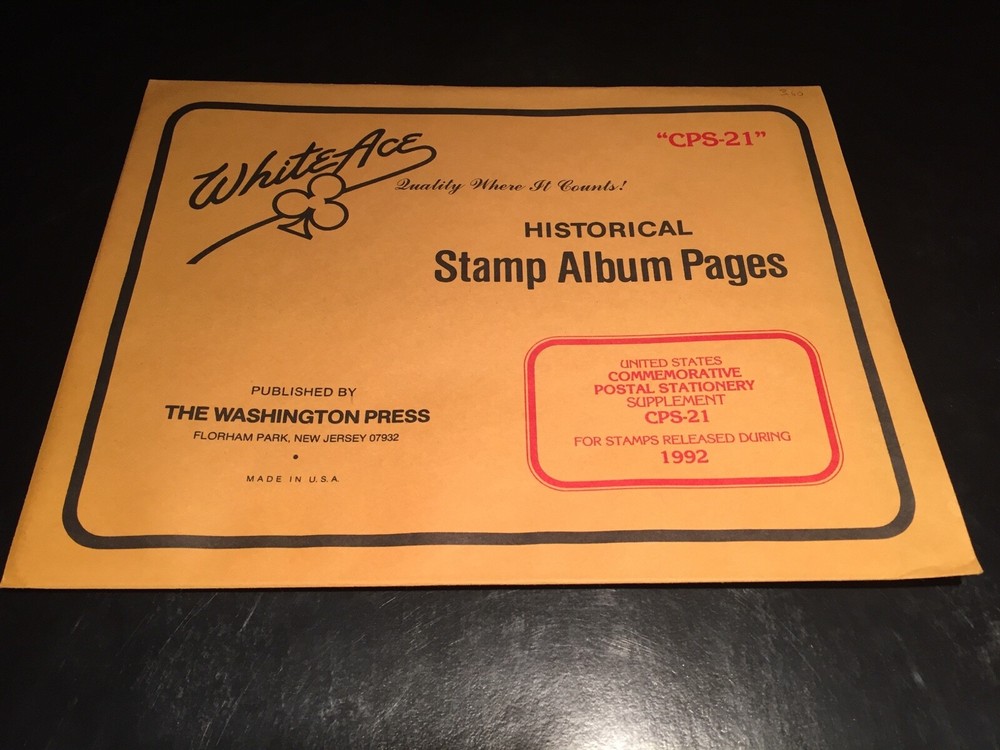 "CPS-21"
White Ace
Quality Where It Counts!
HISTORICAL
Stamp Album Pages
PUBLISHED BY
THE WASHINGTON PRESS
FLORHAM PARK, NEW JERSEY 07932
•
MADE IN U.S.A.
UNITED STATES
COMMEMORATIVE
POSTAL STATIONERY
SUPPLEMENT
CPS-21
FOR STAMPS RELEASED DURING
1992